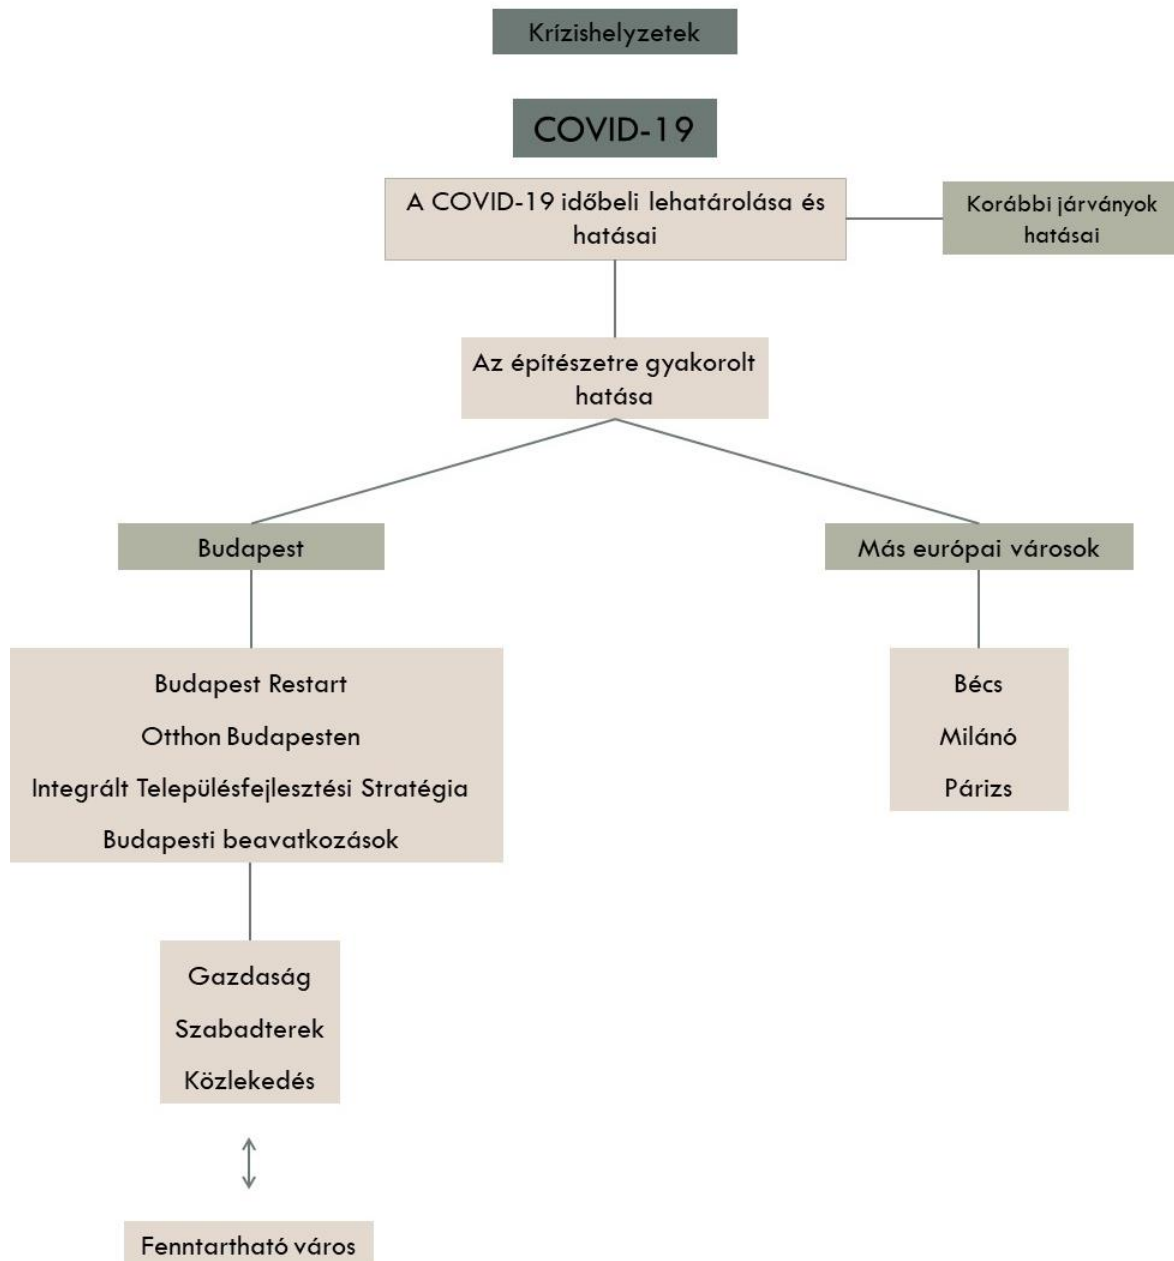 Krízishelyzetek
COVID-19
A COVID-19 időbeli lehatárolása és
hatásai
Korábbi járványok
hatásai
Az építészetre gyakorolt
hatása
Budapest
Más európai városok
Budapest Restart
Otthon Budapesten
Integrált Településfejlesztési Stratégia
Budapesti beavatkozások
Bécs
Milánó
Párizs
Gazdaság
Szabadterek
Közlekedés
Fenntartható város